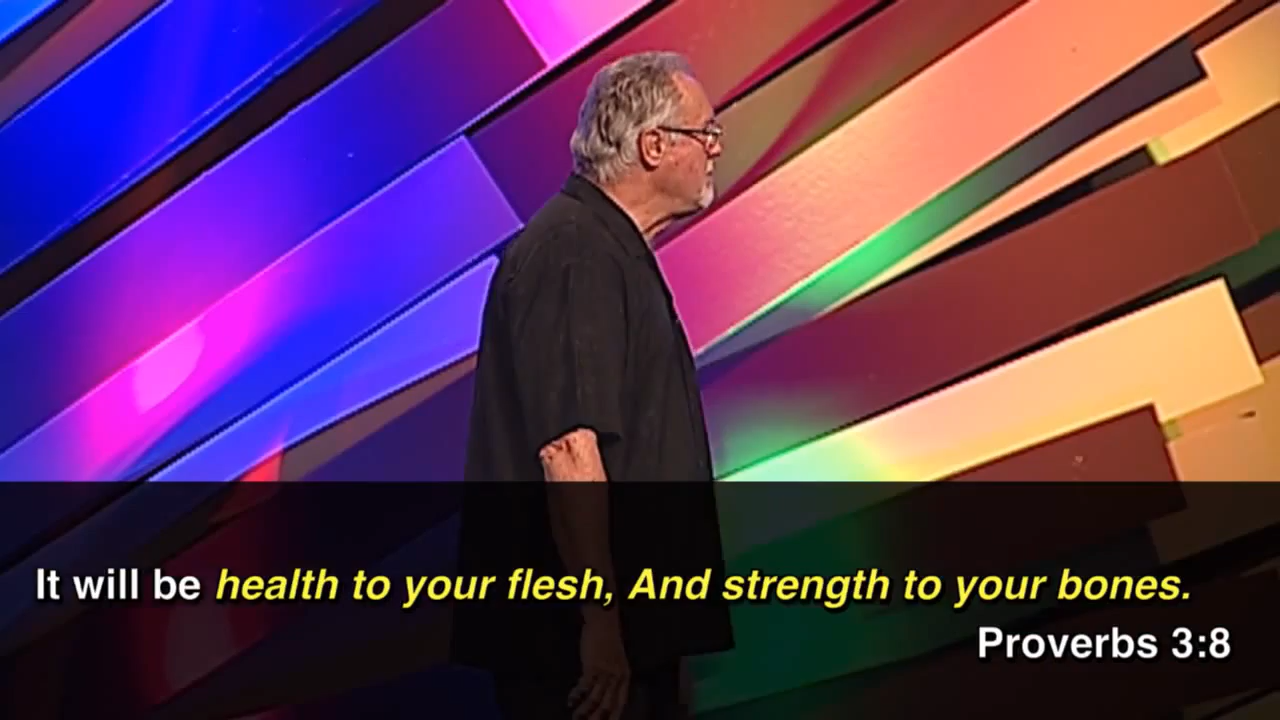 It will be health to your flesh, And strength to your bones.
Proverbs 3:8